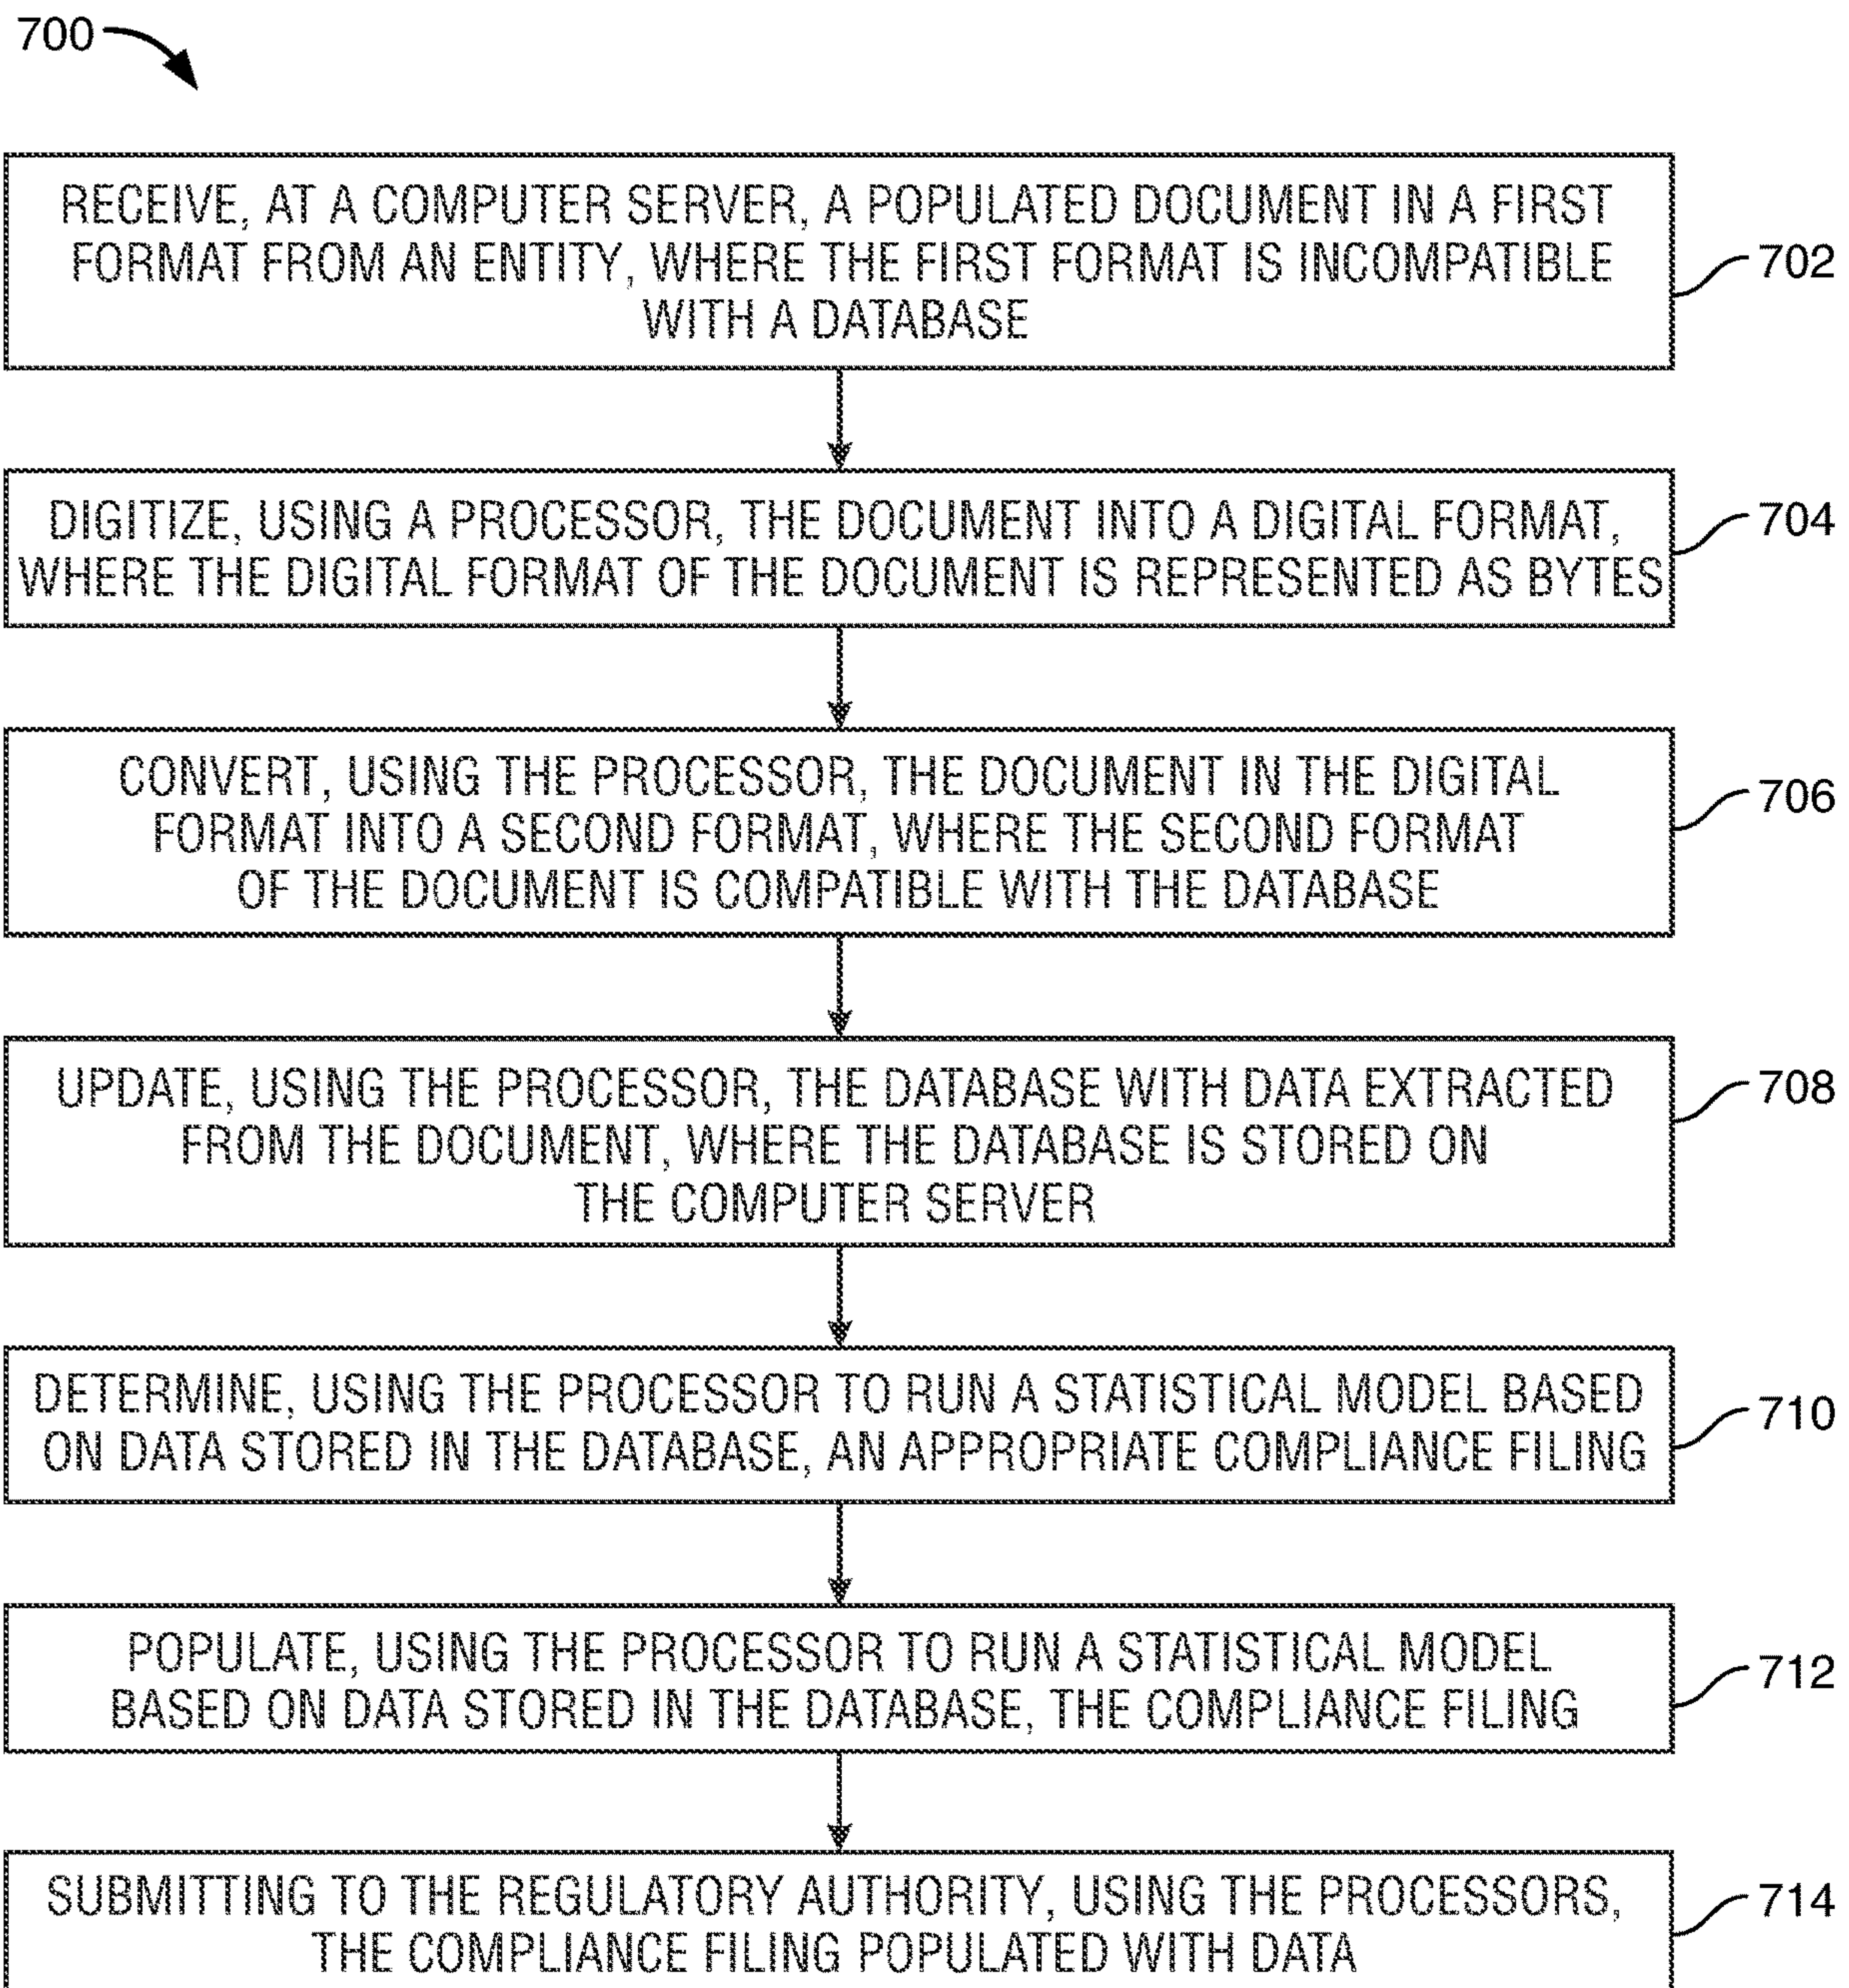 700
RECEIVE, AT A COMPUTER SERVER, A POPULATED DOCUMENT IN A FIRST
FORMAT FROM AN ENTITY, WHERE THE FIRST FORMAT IS INCOMPATIBLE
WITH A DATABASE
702
DIGITIZE, USING A PROCESSOR, THE DOCUMENT INTO A DIGITAL FORMAT,
WHERE THE DIGITAL FORMAT OF THE DOCUMENT IS REPRESENTED AS BYTES
704
CONVERT, USING THE PROCESSOR, THE DOCUMENT IN THE DIGITAL
FORMAT INTO A SECOND FORMAT, WHERE THE SECOND FORMAT
OF THE DOCUMENT IS COMPATIBLE WITH THE DATABASE
706
UPDATE, USING THE PROCESSOR, THE DATABASE WITH DATA EXTRACTED
FROM THE DOCUMENT, WHERE THE DATABASE IS STORED ON
THE COMPUTER SERVER
708
DETERMINE, USING THE PROCESSOR TO RUN A STATISTICAL MODEL BASED
ON DATA STORED IN THE DATABASE, AN APPROPRIATE COMPLIANCE FILING
710
POPULATE, USING THE PROCESSOR TO RUN A STATISTICAL MODEL
BASED ON DATA STORED IN THE DATABASE, THE COMPLIANCE FILING
712
SUBMITTING TO THE REGULATORY AUTHORITY, USING THE PROCESSORS,
THE COMPLIANCE FILING POPULATED WITH DATA
714